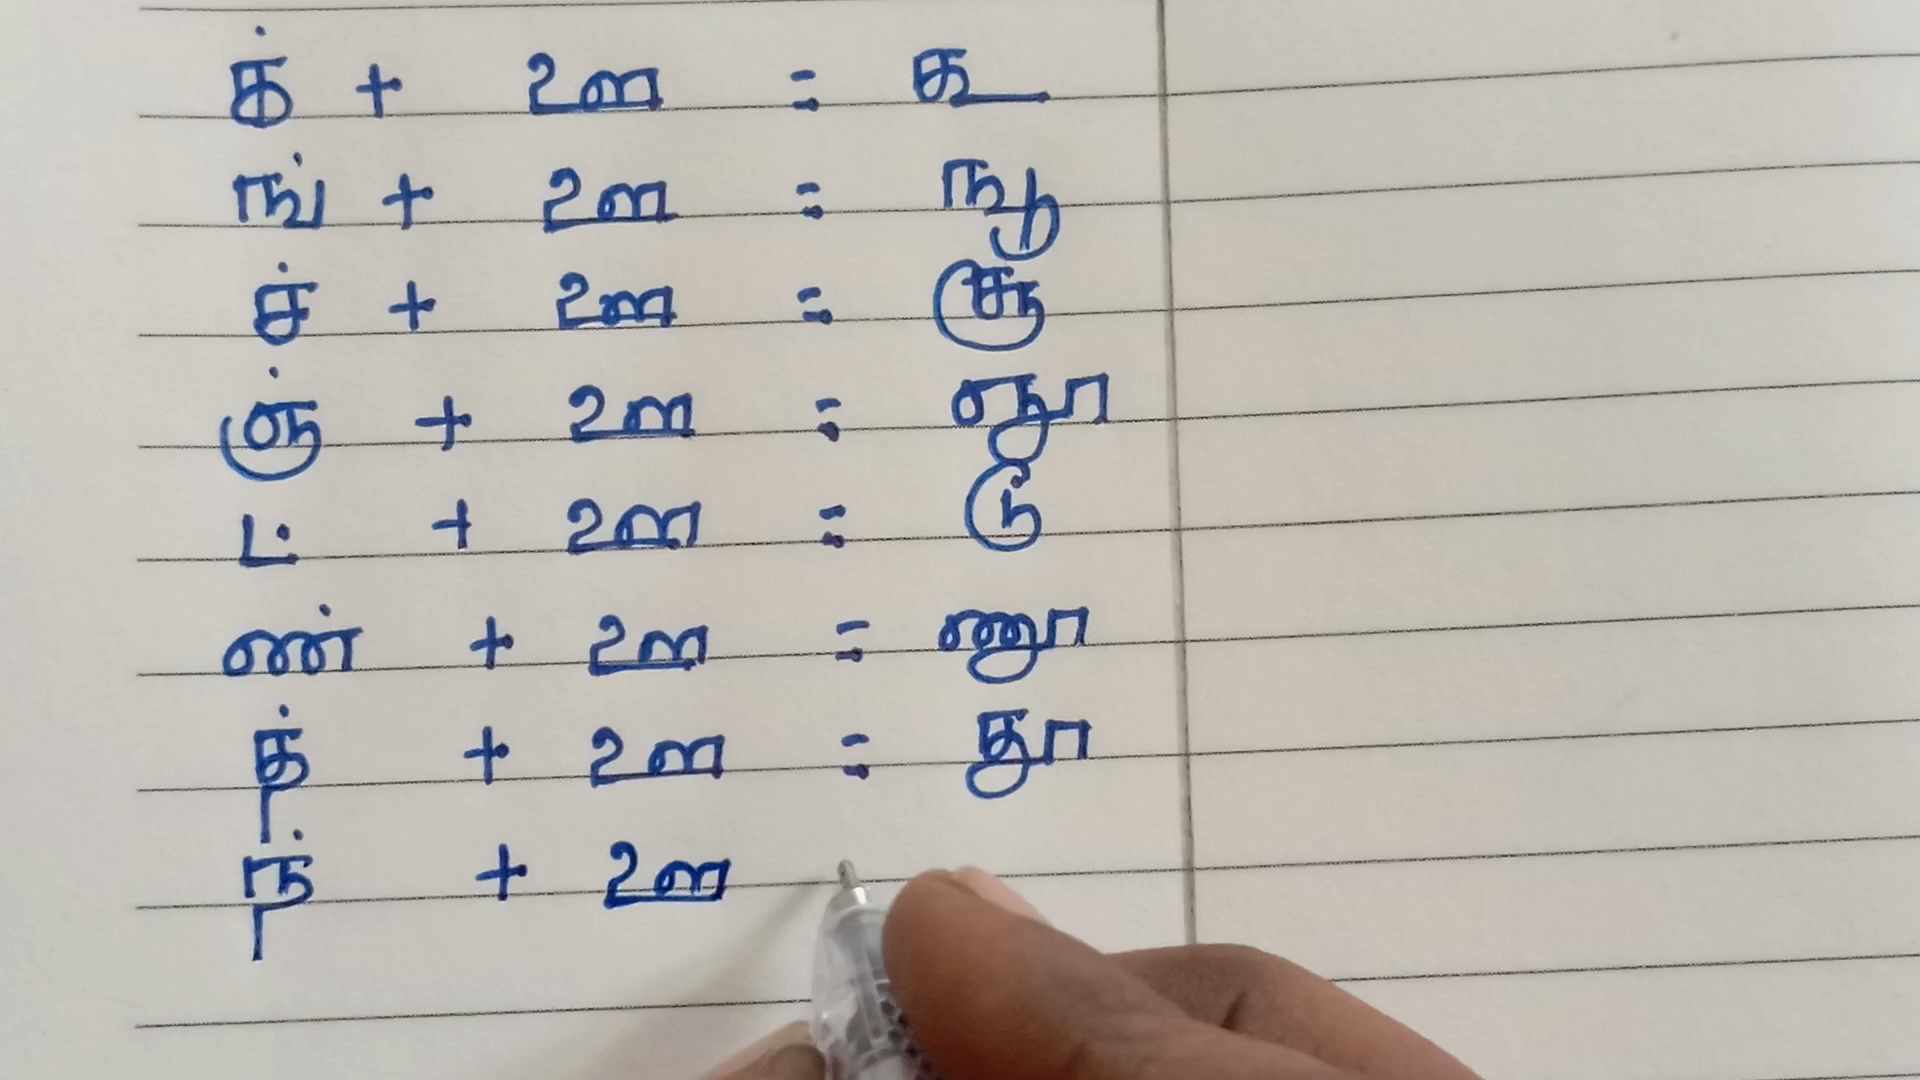 க் + ஊ = கூ
ங் + ஊ = ஙூ
ச் + ஊ = சூ
ஞ் + ஊ = ஞூ
ட் + ஊ = டூ
ண் + ஊ = ணூ
த் + ஊ = தூ
ந் + ஊ